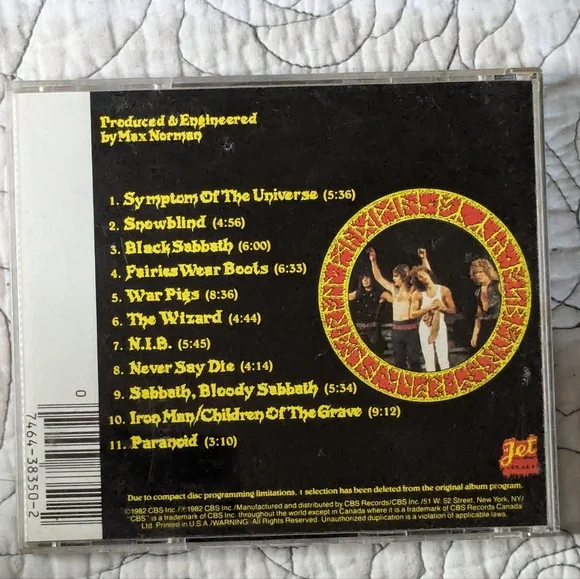 Produced & Engineered
by Max Norman
1. Symptom Of The Universe (5:36)
2. Snowblind (4:56)
3. Black Sabbath (6:00)
4. Fairies Wear Boots (6:33)
5. War Pigs (8:36)
6. The Wizard (4:44)
7. N.I.B. (5:45)
8. Never Say Die (4:14)
9. Sabbath, Bloody Sabbath (5:34)
10. Iron Man/Children Of The Grave (9:12)
11. Paranoid (3:10)
0
7464-38350-2
Jet
Due to compact disc programming limitations, 1 selection has been deleted from the original album program.
©1982 CBS Inc./℗1982 CBS Inc./Manufactured and distributed by CBS Records/CBS Inc./51 W. 52 Street, New York, NY/
"CBS" is a trademark of CBS Inc. throughout the world except in Canada where it is a trademark of CBS Records Canada
Ltd. Printed in U.S.A./WARNING: All Rights Reserved. Unauthorized duplication is a violation of applicable laws.